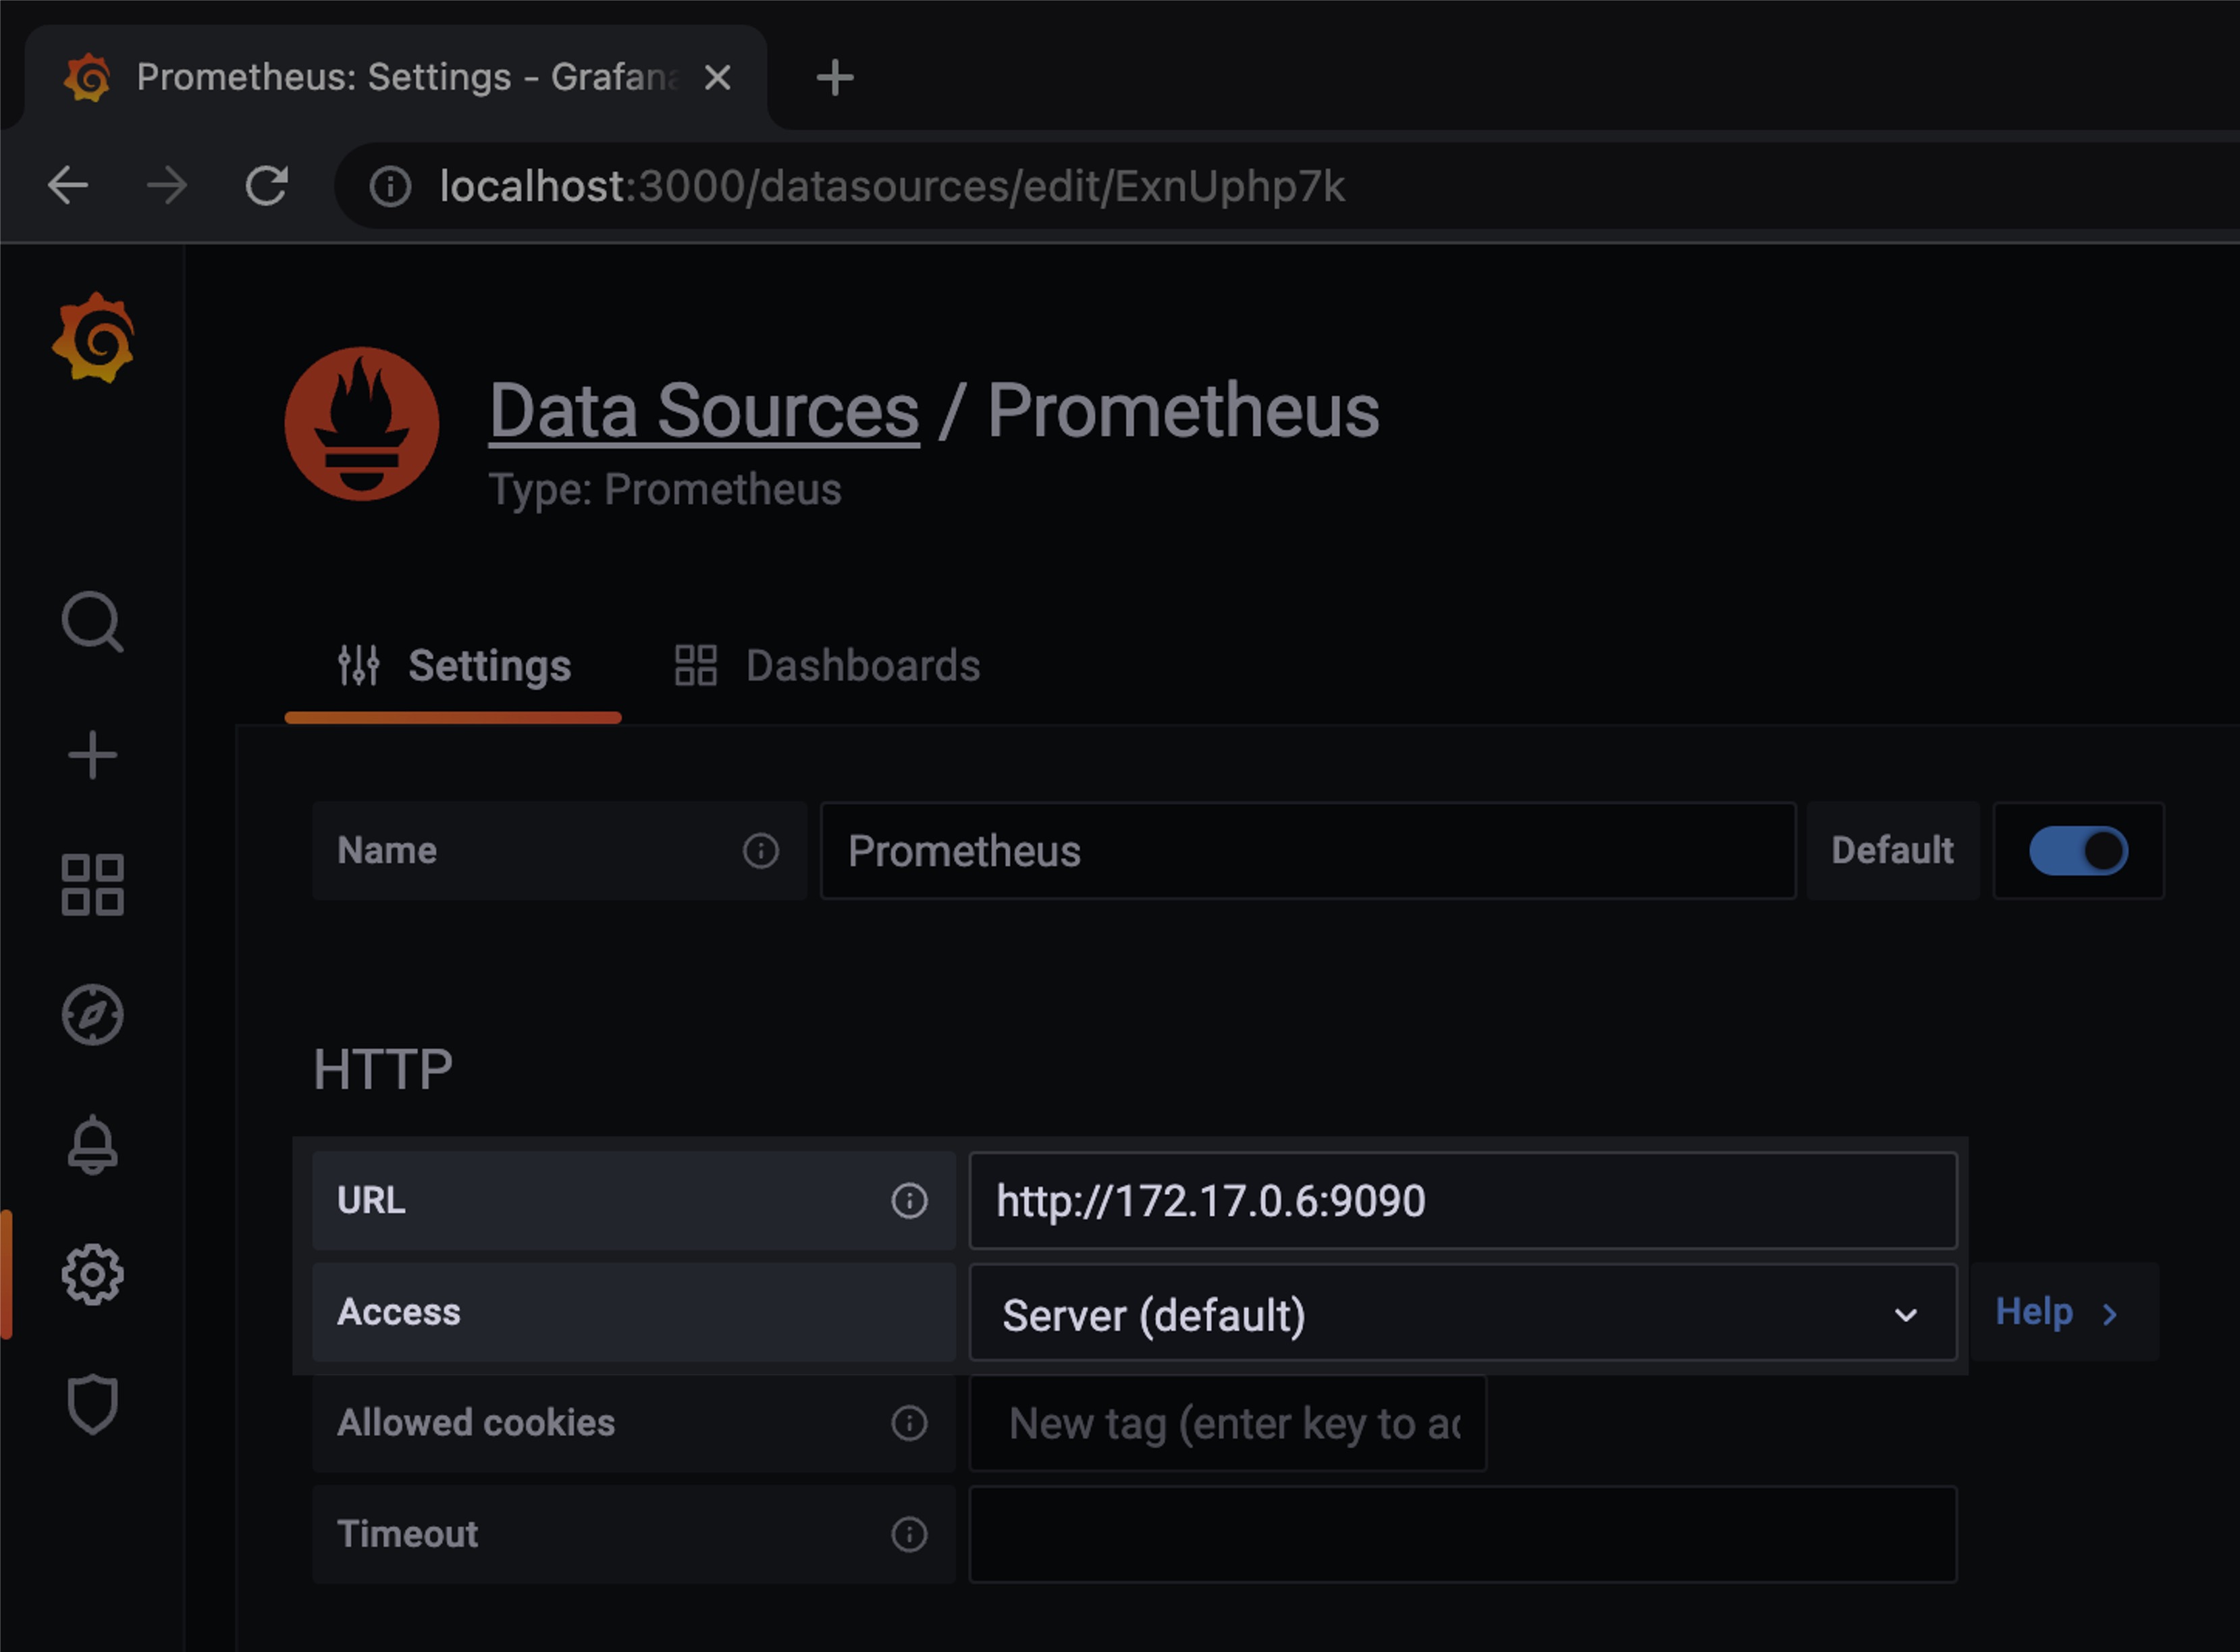 Prometheus: Settings - Grafana
localhost:3000/datasources/edit/ExnUphp7k
Data Sources / Prometheus
Type: Prometheus
Settings Dashboards
Name Prometheus Default
HTTP
URL http://172.17.0.6:9090
Access Server (default) Help
Allowed cookies New tag (enter key to ad
Timeout